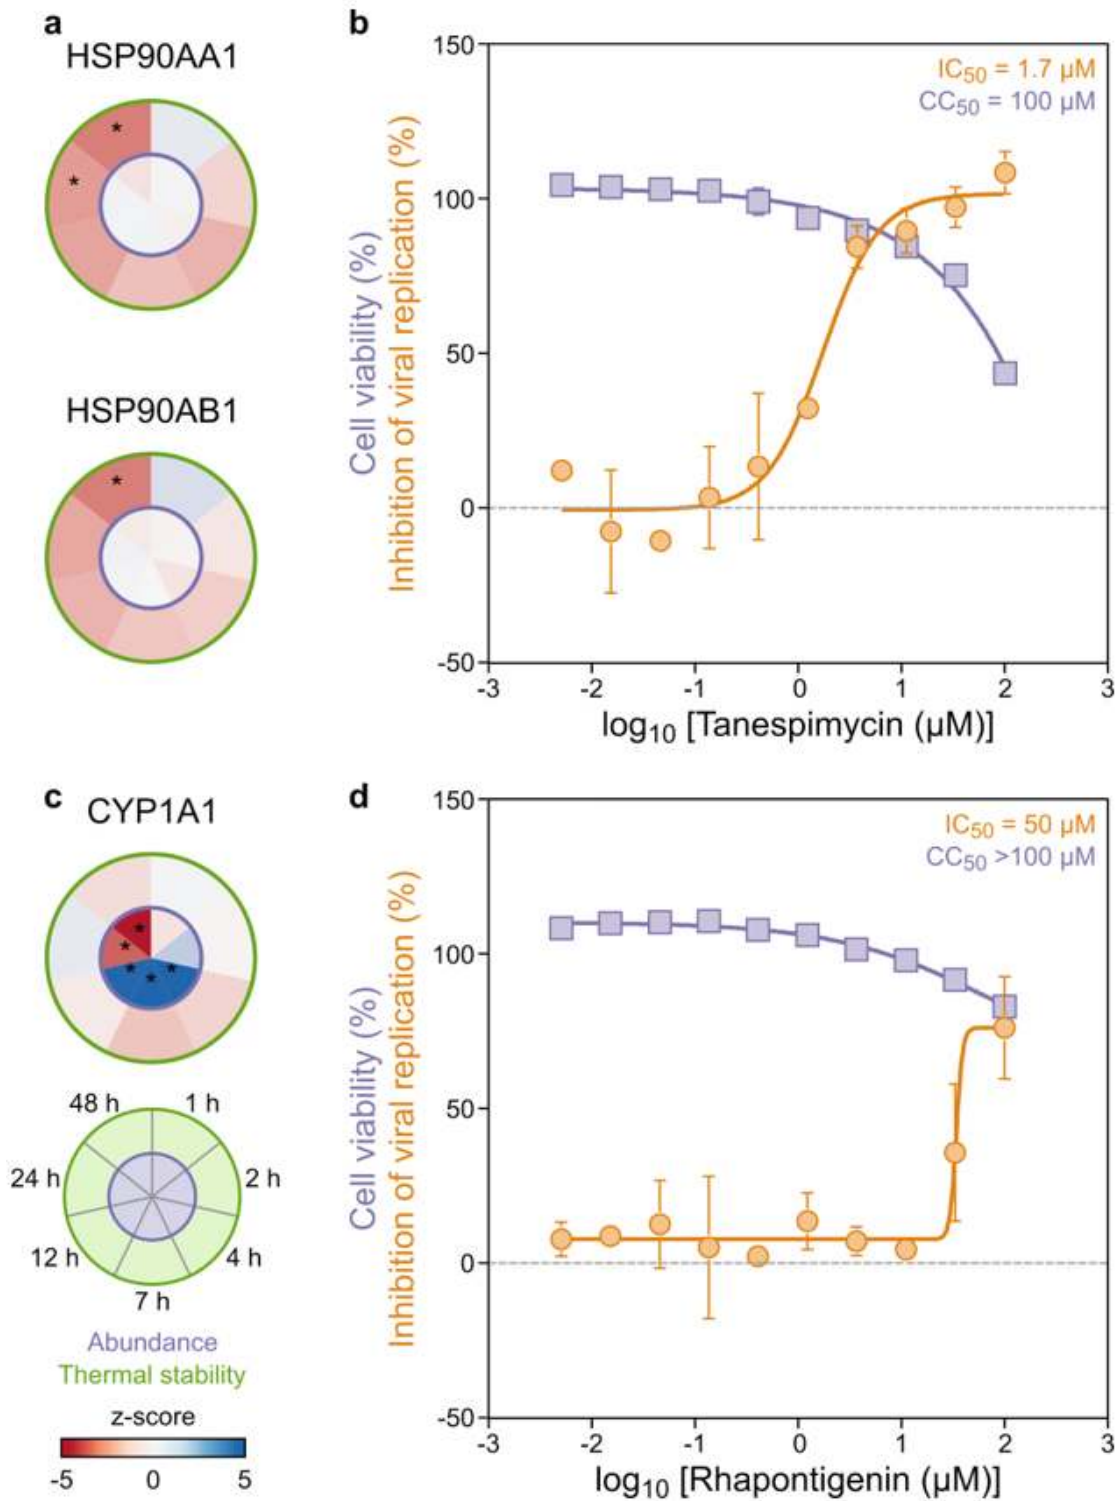 a
HSP90AA1
*
*
HSP90AB1
*
b
Cell viability (%)
Inhibition of viral replication (%)
150
100
50
0
-50
-3 -2 -1 0 1 2 3
log10 [Tanespimycin (µM)]
IC50 = 1.7 µM
CC50 = 100 µM
c
CYP1A1
*
*
* * *
48 h 1 h
24 h 2 h
12 h 4 h
7 h
Abundance
Thermal stability
z-score
-5 0 5
d
Cell viability (%)
Inhibition of viral replication (%)
150
100
50
0
-50
-3 -2 -1 0 1 2 3
log10 [Rhapontigenin (µM)]
IC50 = 50 µM
CC50 >100 µM